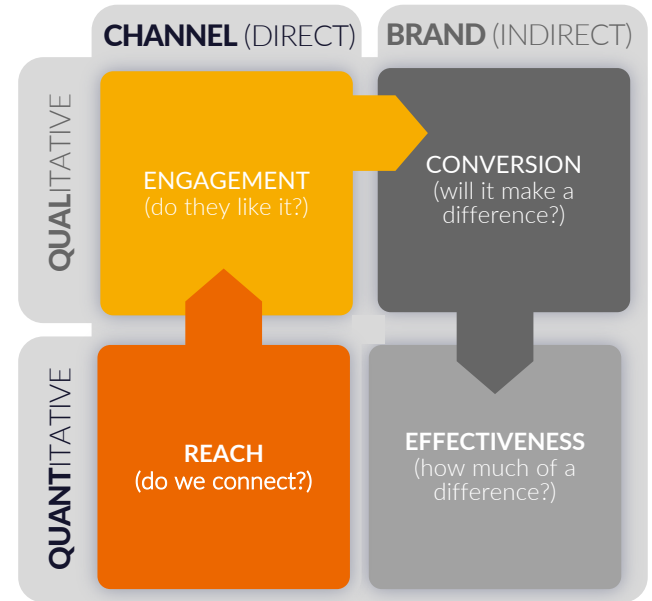 CHANNEL (DIRECT)
BRAND (INDIRECT)
QUALITATIVE
ENGAGEMENT
(do they like it?)
CONVERSION
(will it make a
difference?)
QUANTITATIVE
REACH
(do we connect?)
EFFECTIVENESS
(how much of a
difference?)